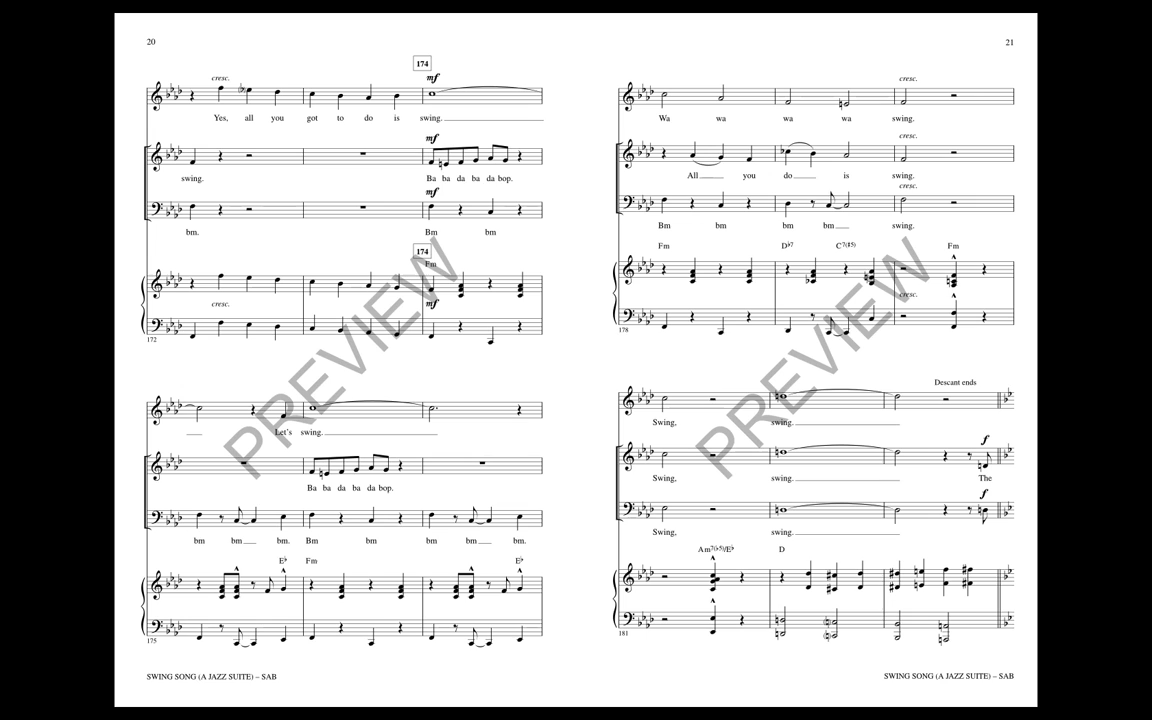 20
174
cresc.
mf
Yes, all you got to do is swing.
mf
swing. Ba ba da ba da bop.
mf
bm. Bm bm
174
Fm
cresc.
mf
172
Let's swing.
Ba ba da ba da bop.
bm bm bm. Bm bm bm bm bm.
E♭ Fm E♭
175
SWING SONG (A JAZZ SUITE) – SAB
21
cresc.
Wa wa wa wa swing.
cresc.
All you do is swing.
cresc.
Bm bm bm bm swing.
Fm D♭7 C7(♯5) Fm
cresc.
178
Descant ends
Swing, swing.
f
Swing, swing. The
f
Swing, swing.
Am7(♭5)/E♭ D
181
SWING SONG (A JAZZ SUITE) – SAB
PREVIEW
PREVIEW